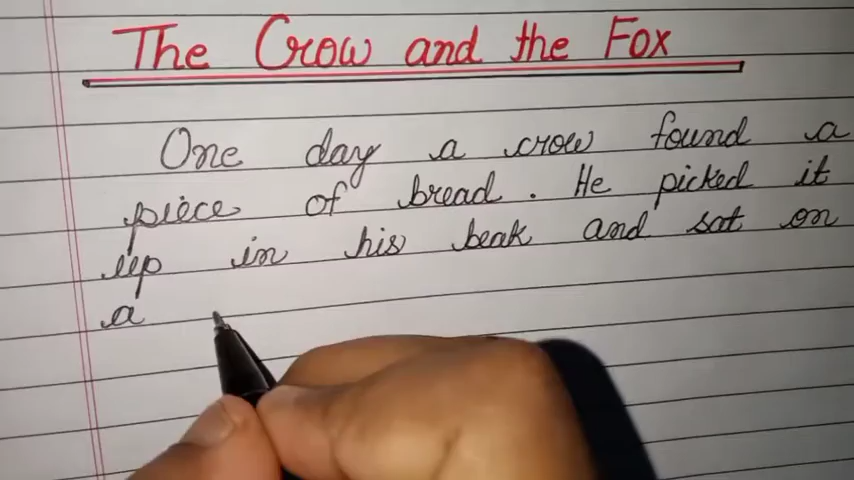 The Crow and the Fox
One day a crow found a
piece of bread. He picked it
up in his beak and sat on
a